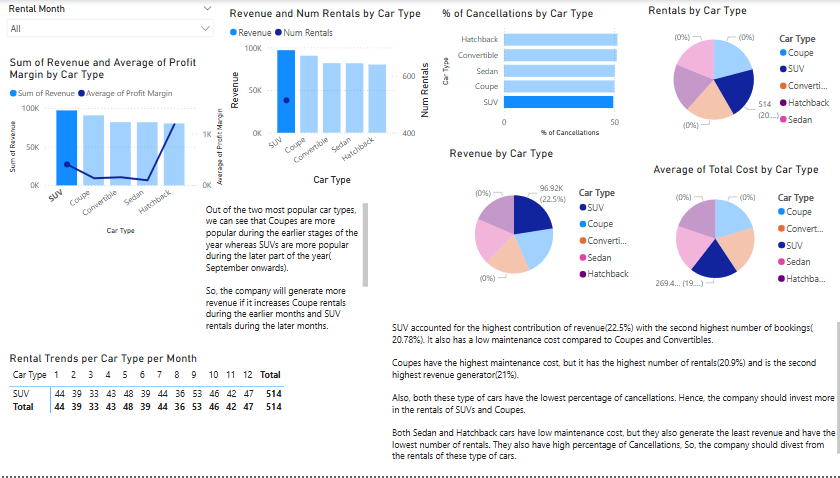 Rental Month
All
Sum of Revenue and Average of Profit
Margin by Car Type
Sum of Revenue Average of Profit Margin
100K
50K
0K
1K
0K
Sum of Revenue
Average of Profit Margin
SUV
Coupe
Convertible
Sedan
Hatchback
Car Type
Revenue and Num Rentals by Car Type
Revenue Num Rentals
100K
50K
0K
600
400
Revenue
Num Rentals
SUV
Coupe
Convertible
Sedan
Hatchback
Car Type
% of Cancellations by Car Type
Car Type
Hatchback
Convertible
Sedan
Coupe
SUV
0 50
% of Cancellations
Rentals by Car Type
(0%) (0%)
514
(20....)
(0%)
Car Type
Coupe
SUV
Converti...
Hatchback
Sedan
Revenue by Car Type
(0%)
96.92K
(22.5%)
(0%)
Car Type
SUV
Coupe
Converti...
Sedan
Hatchback
Average of Total Cost by Car Type
(0%) (0%)
269.4... (19....)
Car Type
Coupe
Convert...
SUV
Sedan
Hatchba...
Out of the two most popular car types,
we can see that Coupes are more
popular during the earlier stages of the
year whereas SUVs are more popular
during the later part of the year(
September onwards).
So, the company will generate more
revenue if it increases Coupe rentals
during the earlier months and SUV
rentals during the later months.
SUV accounted for the highest contribution of revenue(22.5%) with the second highest number of bookings(
20.78%). It also has a low maintenance cost compared to Coupes and Convertibles.
Coupes have the highest maintenance cost, but it has the highest number of rentals(20.9%) and is the second
highest revenue generator(21%).
Also, both these type of cars have the lowest percentage of cancellations. Hence, the company should invest more
in the rentals of SUVs and Coupes.
Both Sedan and Hatchback cars have low maintenance cost, but they also generate the least revenue and have the
lowest number of rentals. They also have high percentage of Cancellations, So, the company should divest from
the rentals of these type of cars.
Rental Trends per Car Type per Month
Car Type 1 2 3 4 5 6 7 8 9 10 11 12 Total
SUV 44 39 33 43 48 39 44 36 53 46 42 47 514
Total 44 39 33 43 48 39 44 36 53 46 42 47 514